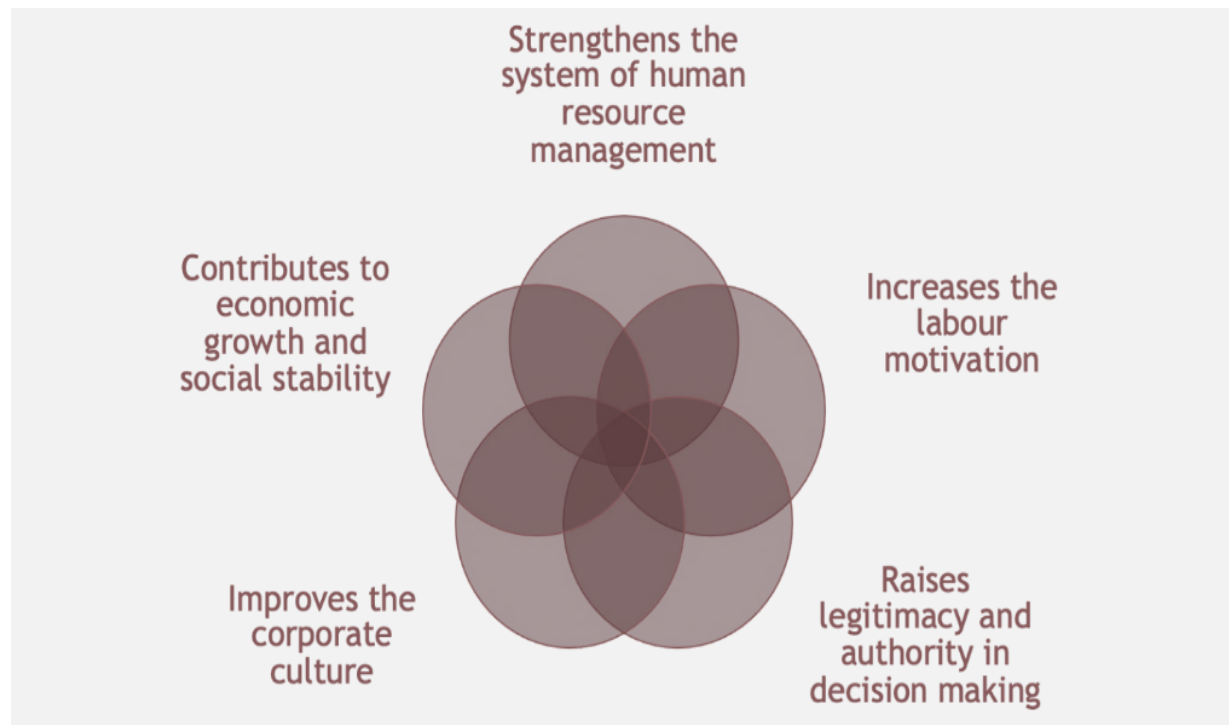 Strengthens the
system of human
resource
management
Increases the
labour
motivation
Raises
legitimacy and
authority in
decision making
Improves the
corporate
culture
Contributes to
economic
growth and
social stability